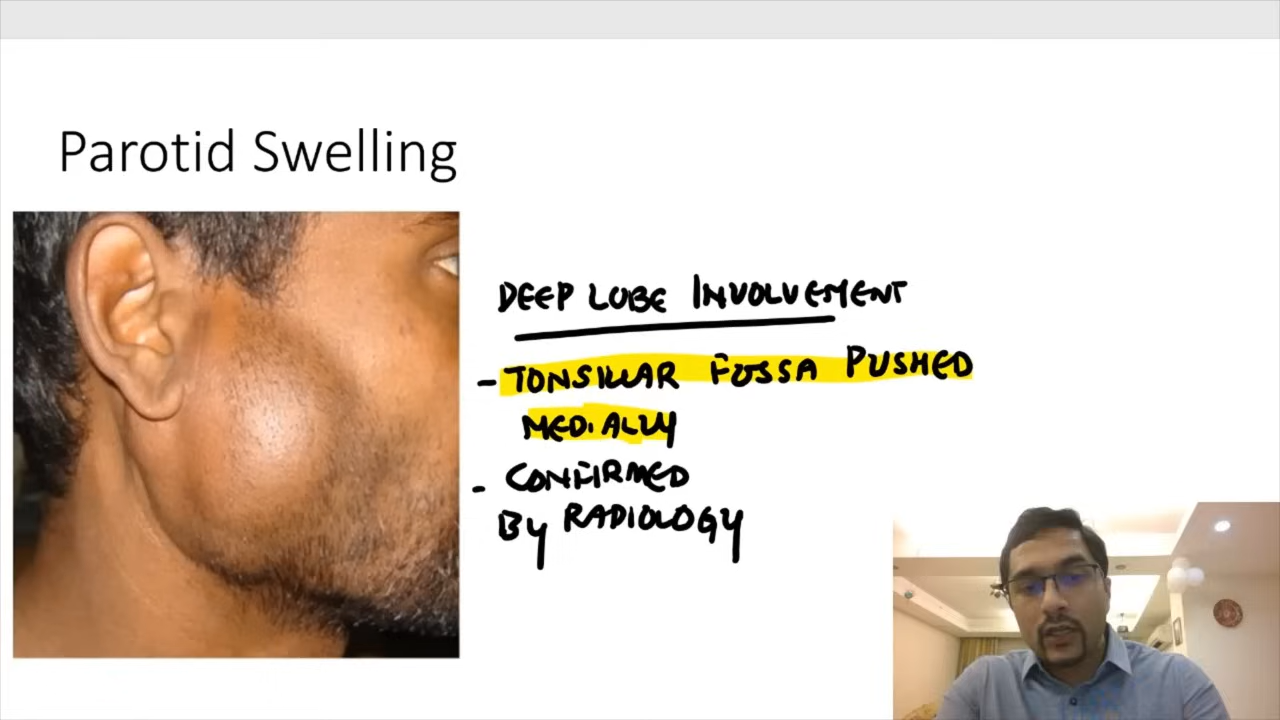 Parotid Swelling
DEEP LOBE INVOLVEMENT
- TONSILLAR FOSSA PUSHED
MEDIALLY
- CONFIRMED
By RADIOLOGY